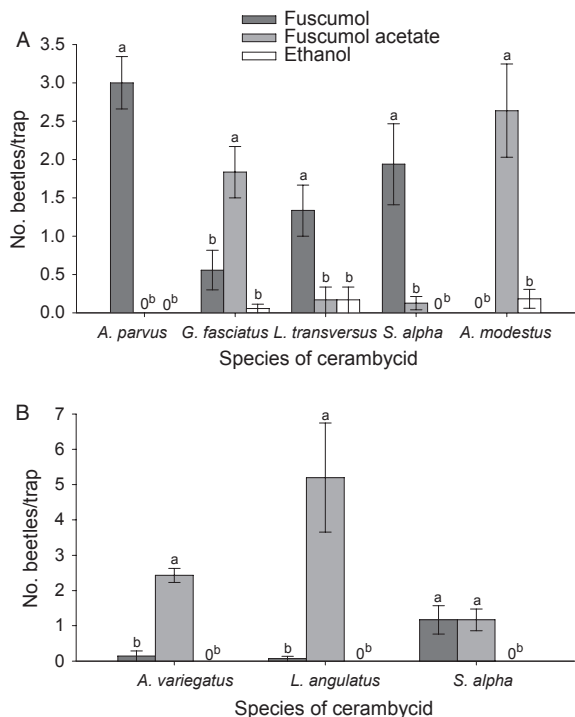 A
Fuscumol
Fuscumol acetate
Ethanol
No. beetles/trap
3.5
3.0
2.5
2.0
1.5
1.0
0.5
0.0
a
0b
0b
b
a
b
a
b
b
a
b
0b
0b
a
b
A. parvus G. fasciatus L. transversus S. alpha A. modestus
Species of cerambycid
B
No. beetles/trap
7
6
5
4
3
2
1
0
b
a
0b
b
a
0b
a
a
0b
A. variegatus L. angulatus S. alpha
Species of cerambycid